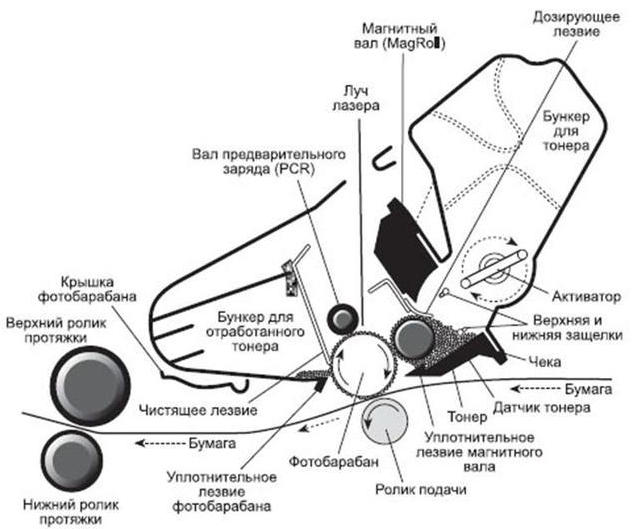 Дозирующее
лезвие
Магнитный
вал (MagRoll)
Луч
лазера
Бункер
для
тонера
Вал предварительного
заряда (PCR)
Крышка
фотобарабана
Верхний ролик
протяжки
Бункер для
отработанного
тонера
Активатор
Верхняя и
нижняя защелки
Чека
Бумага
Датчик тонера
Тонер
Чистящее лезвие
Бумага
Уплотнительное
лезвие магнитного
вала
Фотобарабан
Уплотнительное
лезвие
фотобарабана
Ролик подачи
Нижний ролик
протяжки